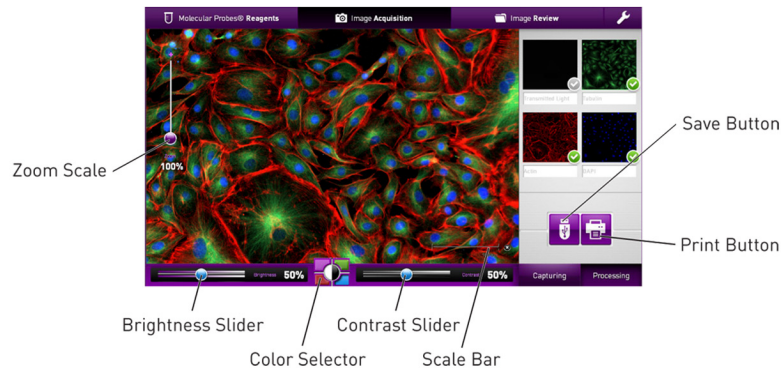 Molecular Probes® Reagents
Image Acquisition
Image Review
Transmitted Light
Tubulin
Actin
DAPI
Zoom Scale
100%
Save Button
Print Button
Brightness
50%
Contrast
50%
Capturing
Processing
Brightness Slider
Contrast Slider
Color Selector
Scale Bar